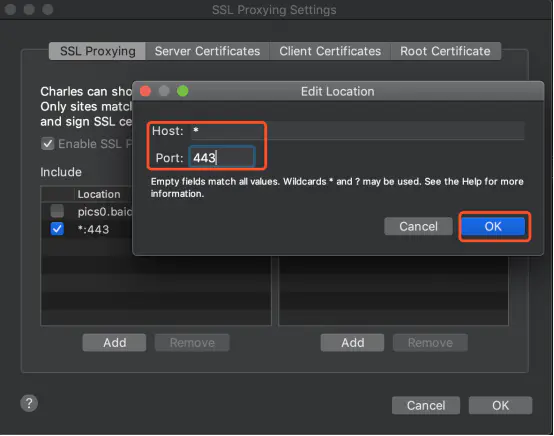 SSL Proxying Settings
SSL Proxying
Server Certificates
Client Certificates
Root Certificate
Charles can sho
Only sites match
and sign SSL ce
Enable SSL P
Edit Location
Host: *
Port: 443
Empty fields match all values. Wildcards * and ? may be used. See the Help for more
information.
Cancel
OK
Include
Location
pics0.baid
*:443
Add
Remove
Add
Remove
?
Cancel
OK